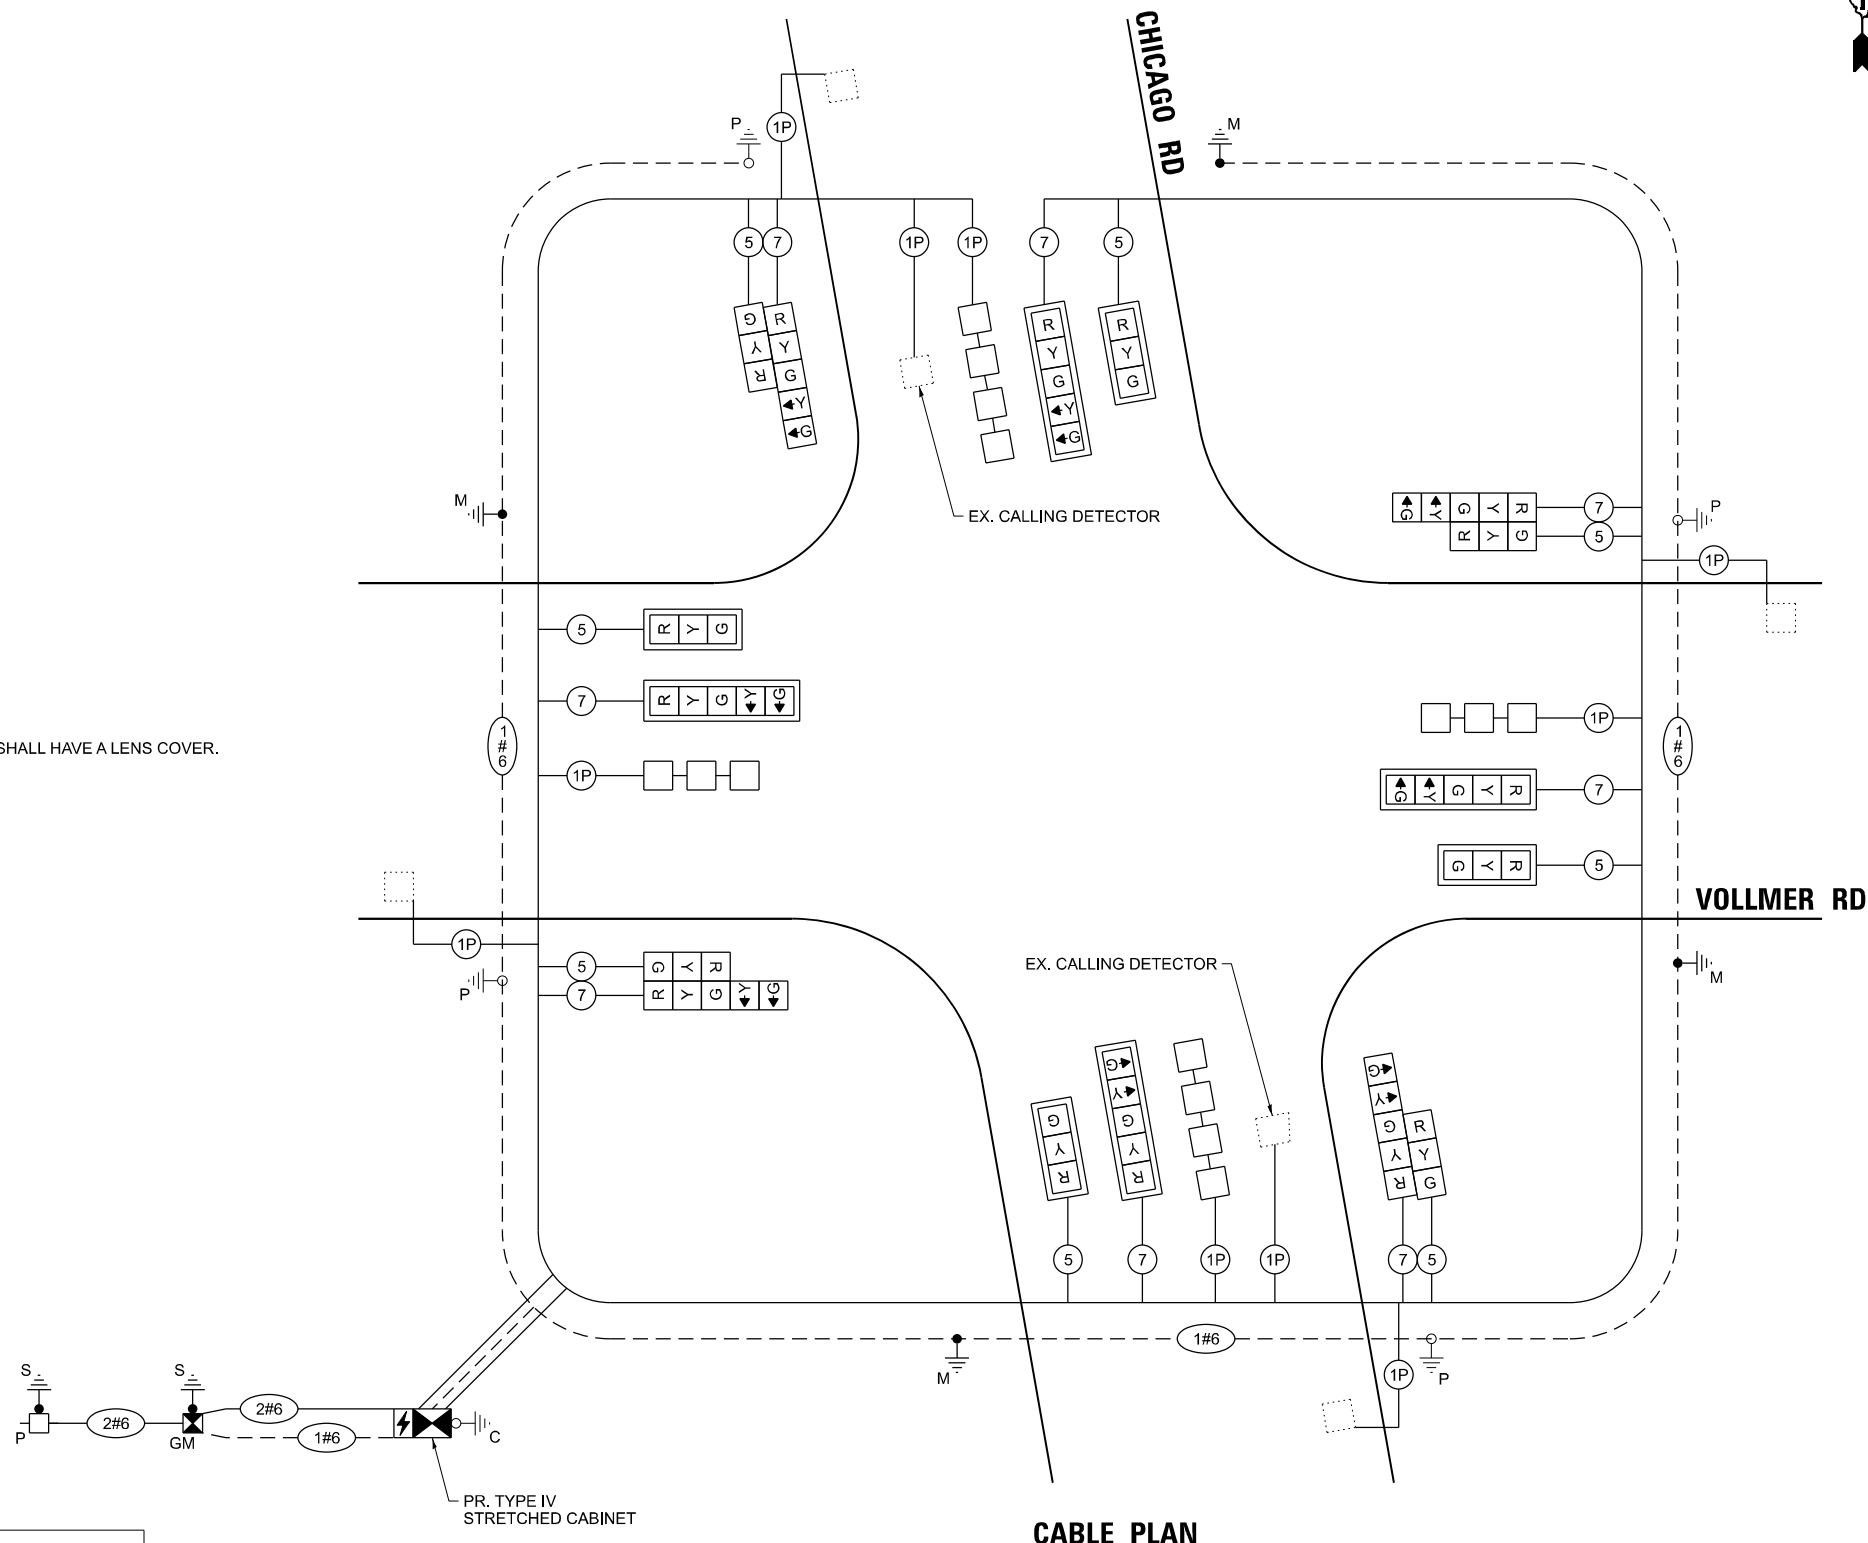 CHICAGO RD
P
1P
M
5 7 1P 1P 7 5
G R R R
Y Y Y Y
R G G G
Y Y
G G
M
EX. CALLING DETECTOR
G Y G Y R 7
R Y G 5
P
1P
5 R Y G
7 R Y G Y G
1P
1P
G Y G Y R 7
G Y R 5
SHALL HAVE A LENS COVER.
1
#
6
1
#
6
VOLLMER RD
1P
P
5 G Y R
7 R Y G Y G
EX. CALLING DETECTOR
M
G G
Y Y
G G G R
Y Y Y Y
R R R G
5 7 1P 1P 7 5
M
1#6
1P
P
S S
P
2#6
GM
2#6
1#6
C
PR. TYPE IV
STRETCHED CABINET
CABLE PLAN